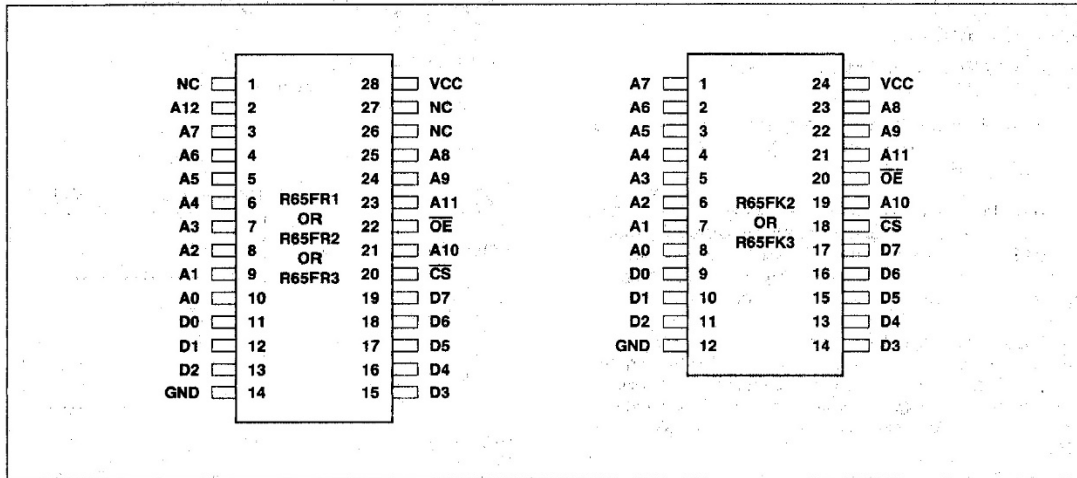 NC 1 28 VCC
A12 2 27 NC
A7 3 26 NC
A6 4 25 A8
A5 5 24 A9
A4 6 23 A11
A3 7 22 O̅E̅
A2 8 21 A10
A1 9 20 C̅S̅
A0 10 19 D7
D0 11 18 D6
D1 12 17 D5
D2 13 16 D4
GND 14 15 D3
R65FR1
OR
R65FR2
OR
R65FR3
A7 1 24 VCC
A6 2 23 A8
A5 3 22 A9
A4 4 21 A11
A3 5 20 O̅E̅
A2 6 19 A10
A1 7 18 C̅S̅
A0 8 17 D7
D0 9 16 D6
D1 10 15 D5
D2 11 13 D4
GND 12 14 D3
R65FK2
OR
R65FK3